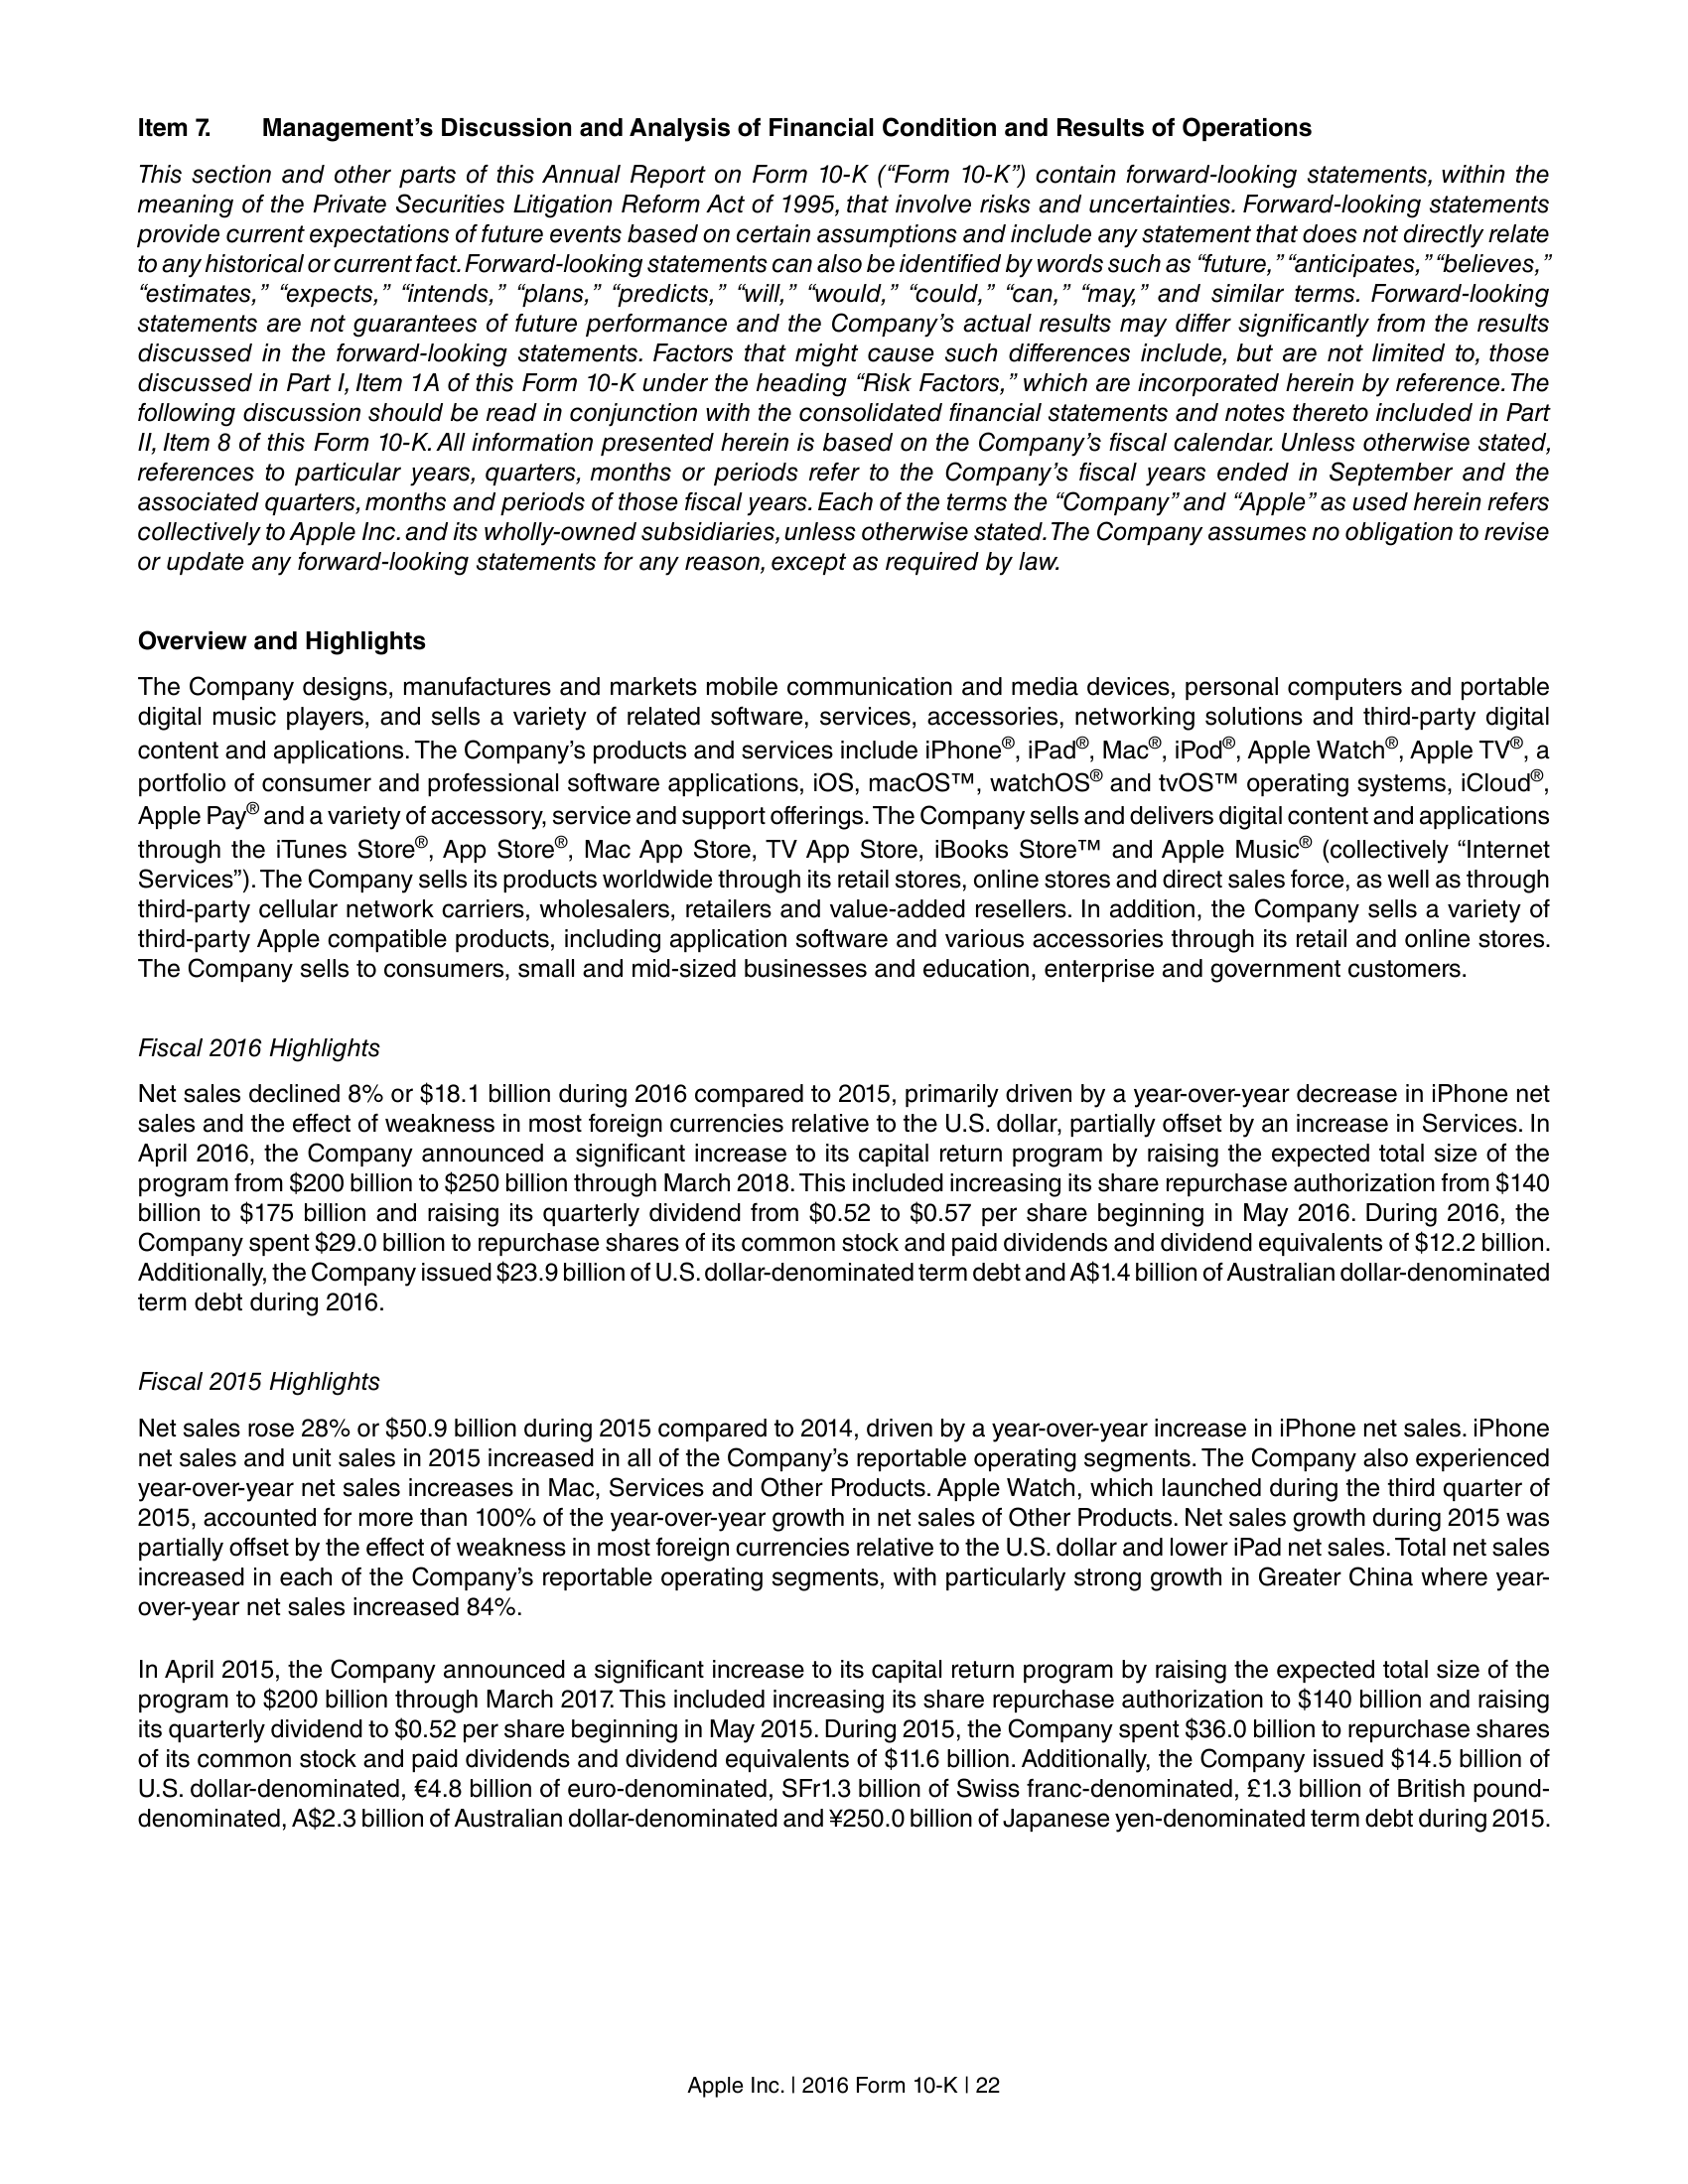 Item 7. Management’s Discussion and Analysis of Financial Condition and Results of Operations
This section and other parts of this Annual Report on Form 10-K (“Form 10-K”) contain forward-looking statements, within the
meaning of the Private Securities Litigation Reform Act of 1995, that involve risks and uncertainties. Forward-looking statements
provide current expectations of future events based on certain assumptions and include any statement that does not directly relate
to any historical or current fact. Forward-looking statements can also be identified by words such as “future,” “anticipates,” “believes,”
“estimates,” “expects,” “intends,” “plans,” “predicts,” “will,” “would,” “could,” “can,” “may,” and similar terms. Forward-looking
statements are not guarantees of future performance and the Company’s actual results may differ significantly from the results
discussed in the forward-looking statements. Factors that might cause such differences include, but are not limited to, those
discussed in Part I, Item 1A of this Form 10-K under the heading “Risk Factors,” which are incorporated herein by reference. The
following discussion should be read in conjunction with the consolidated financial statements and notes thereto included in Part
II, Item 8 of this Form 10-K. All information presented herein is based on the Company’s fiscal calendar. Unless otherwise stated,
references to particular years, quarters, months or periods refer to the Company’s fiscal years ended in September and the
associated quarters, months and periods of those fiscal years. Each of the terms the “Company” and “Apple” as used herein refers
collectively to Apple Inc. and its wholly-owned subsidiaries, unless otherwise stated. The Company assumes no obligation to revise
or update any forward-looking statements for any reason, except as required by law.
Overview and Highlights
The Company designs, manufactures and markets mobile communication and media devices, personal computers and portable
digital music players, and sells a variety of related software, services, accessories, networking solutions and third-party digital
content and applications. The Company’s products and services include iPhone®, iPad®, Mac®, iPod®, Apple Watch®, Apple TV®, a
portfolio of consumer and professional software applications, iOS, macOS™, watchOS® and tvOS™ operating systems, iCloud®,
Apple Pay® and a variety of accessory, service and support offerings. The Company sells and delivers digital content and applications
through the iTunes Store®, App Store®, Mac App Store, TV App Store, iBooks Store™ and Apple Music® (collectively “Internet
Services”). The Company sells its products worldwide through its retail stores, online stores and direct sales force, as well as through
third-party cellular network carriers, wholesalers, retailers and value-added resellers. In addition, the Company sells a variety of
third-party Apple compatible products, including application software and various accessories through its retail and online stores.
The Company sells to consumers, small and mid-sized businesses and education, enterprise and government customers.
Fiscal 2016 Highlights
Net sales declined 8% or $18.1 billion during 2016 compared to 2015, primarily driven by a year-over-year decrease in iPhone net
sales and the effect of weakness in most foreign currencies relative to the U.S. dollar, partially offset by an increase in Services. In
April 2016, the Company announced a significant increase to its capital return program by raising the expected total size of the
program from $200 billion to $250 billion through March 2018. This included increasing its share repurchase authorization from $140
billion to $175 billion and raising its quarterly dividend from $0.52 to $0.57 per share beginning in May 2016. During 2016, the
Company spent $29.0 billion to repurchase shares of its common stock and paid dividends and dividend equivalents of $12.2 billion.
Additionally, the Company issued $23.9 billion of U.S. dollar-denominated term debt and A$1.4 billion of Australian dollar-denominated
term debt during 2016.
Fiscal 2015 Highlights
Net sales rose 28% or $50.9 billion during 2015 compared to 2014, driven by a year-over-year increase in iPhone net sales. iPhone
net sales and unit sales in 2015 increased in all of the Company’s reportable operating segments. The Company also experienced
year-over-year net sales increases in Mac, Services and Other Products. Apple Watch, which launched during the third quarter of
2015, accounted for more than 100% of the year-over-year growth in net sales of Other Products. Net sales growth during 2015 was
partially offset by the effect of weakness in most foreign currencies relative to the U.S. dollar and lower iPad net sales. Total net sales
increased in each of the Company’s reportable operating segments, with particularly strong growth in Greater China where year-
over-year net sales increased 84%.
In April 2015, the Company announced a significant increase to its capital return program by raising the expected total size of the
program to $200 billion through March 2017. This included increasing its share repurchase authorization to $140 billion and raising
its quarterly dividend to $0.52 per share beginning in May 2015. During 2015, the Company spent $36.0 billion to repurchase shares
of its common stock and paid dividends and dividend equivalents of $11.6 billion. Additionally, the Company issued $14.5 billion of
U.S. dollar-denominated, €4.8 billion of euro-denominated, SFr1.3 billion of Swiss franc-denominated, £1.3 billion of British pound-
denominated, A$2.3 billion of Australian dollar-denominated and ¥250.0 billion of Japanese yen-denominated term debt during 2015.
Apple Inc. | 2016 Form 10-K | 22